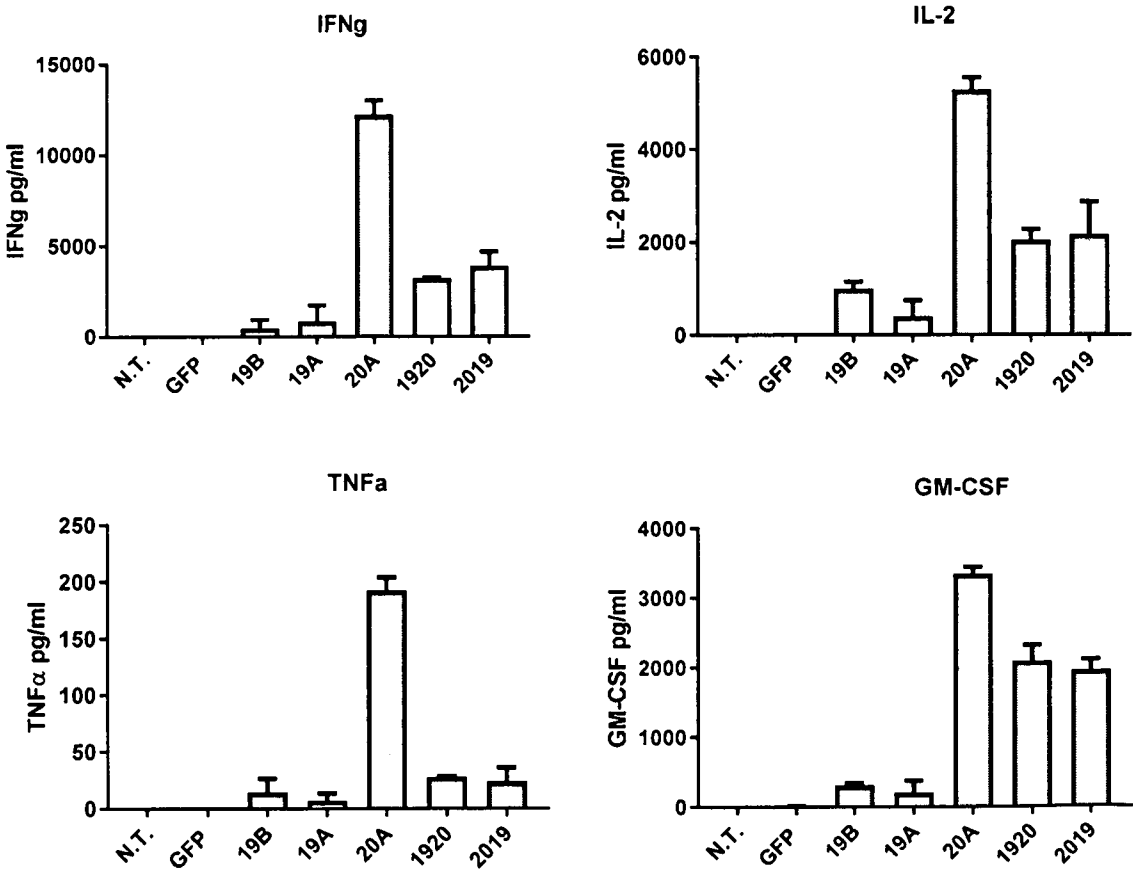 IFNg
IFNg pg/ml
15000
10000
5000
0
N.T.
GFP
19B
19A
20A
1920
2019
IL-2
IL-2 pg/ml
6000
4000
2000
0
N.T.
GFP
19B
19A
20A
1920
2019
TNFa
TNFα pg/ml
250
200
150
100
50
0
N.T.
GFP
19B
19A
20A
1920
2019
GM-CSF
GM-CSF pg/ml
4000
3000
2000
1000
0
N.T.
GFP
19B
19A
20A
1920
2019